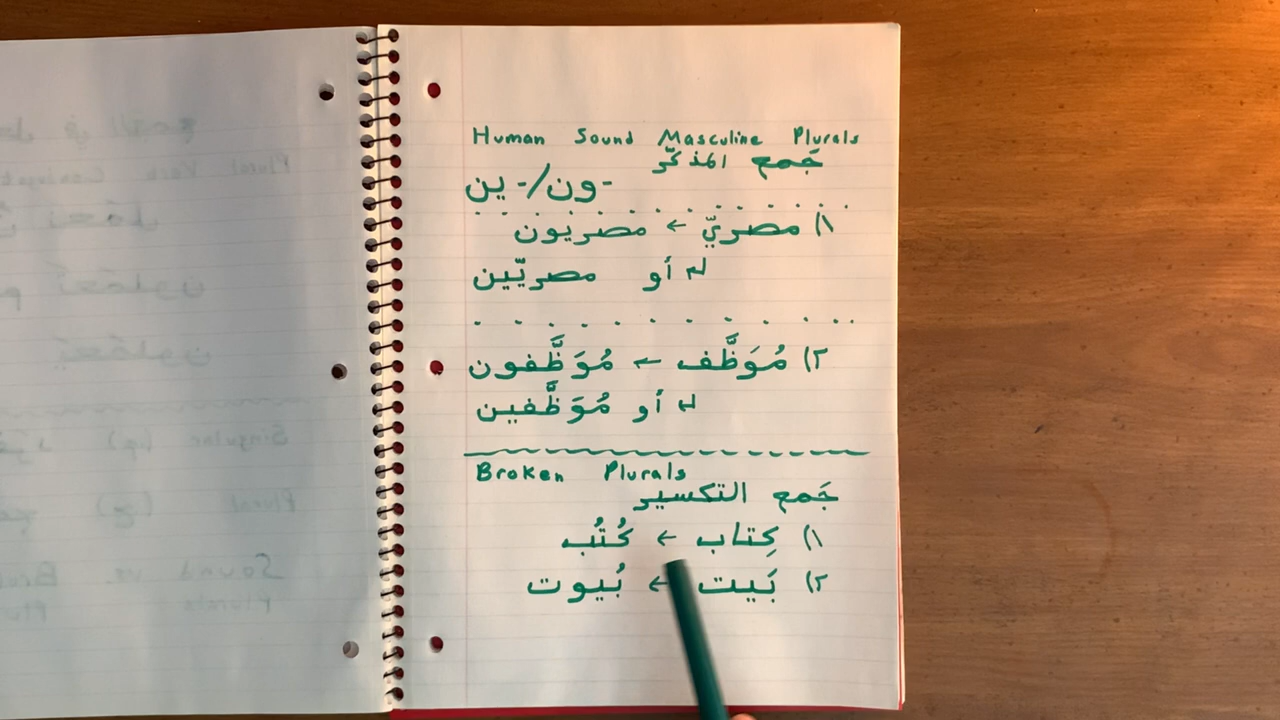 Human Sound Masculine Plurals
جَمع المذكّر
-ون/-ين
١) مصريّ ← مصريون
أو مصريّين
٢) مُوَظَّف ← مُوَظَّفون
أو مُوَظَّفين
Broken Plurals
جَمع التكسير
١) كِتاب ← كُتُب
٢) بَيت ← بُيوت